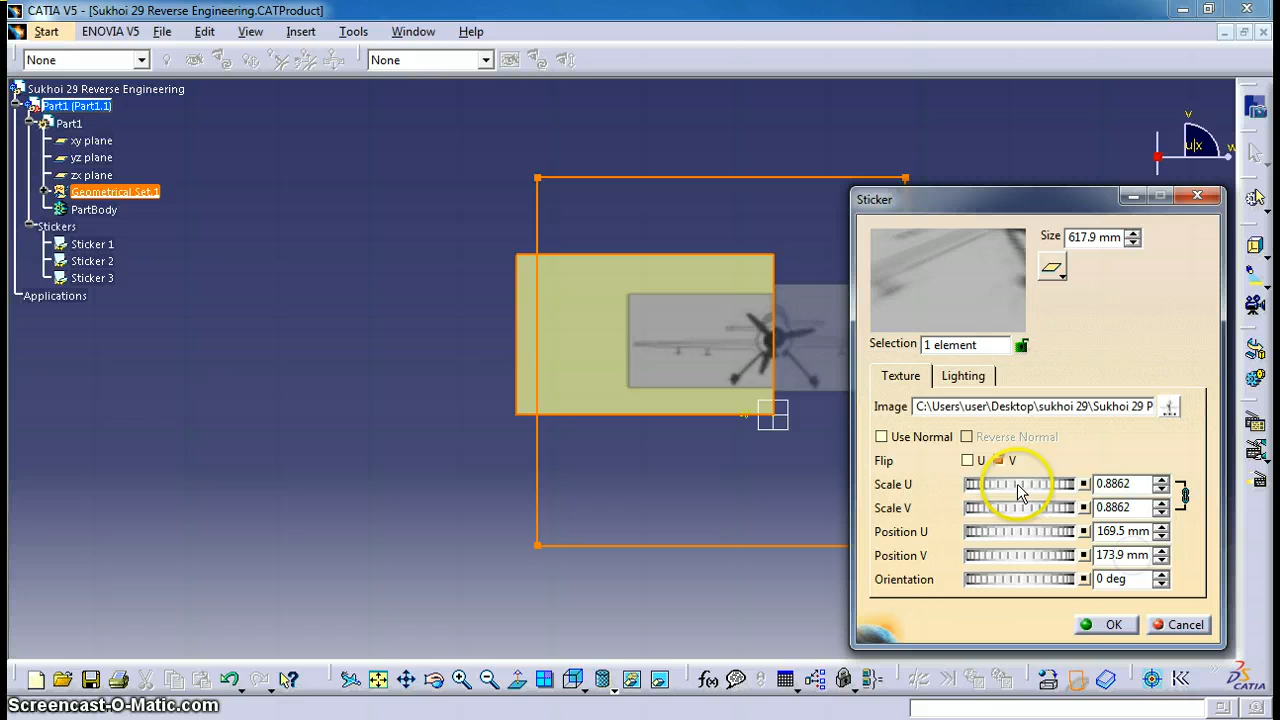 CATIA V5 - [Sukhoi 29 Reverse Engineering.CATProduct]
Start ENOVIA V5 File Edit View Insert Tools Window Help
None None
Sukhoi 29 Reverse Engineering
Part1 (Part1.1)
Part1
xy plane
yz plane
zx plane
Geometrical Set.1
PartBody
Stickers
Sticker 1
Sticker 2
Sticker 3
Applications
v
u|x
w
Sticker
Size 617.9 mm
Selection 1 element
Texture Lighting
Image C:\Users\user\Desktop\sukhoi 29\Sukhoi 29 P
Use Normal Reverse Normal
Flip U V
Scale U 0.8862
Scale V 0.8862
Position U 169.5 mm
Position V 173.9 mm
Orientation 0 deg
OK Cancel
f(x)
DS CATIA
Screencast-O-Matic.com